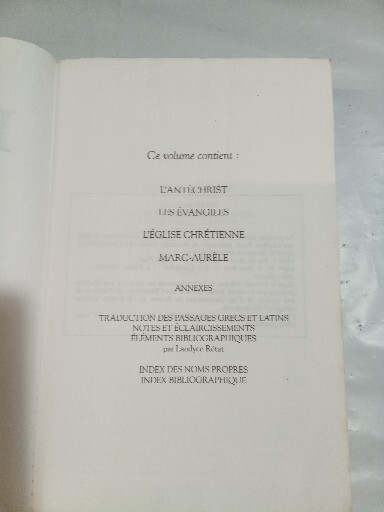 Ce volume contient :
L'ANTÉCHRIST
LES ÉVANGILES
L'ÉGLISE CHRÉTIENNE
MARC-AURÈLE
ANNEXES
TRADUCTION DES PASSAGES GRECS ET LATINS
NOTES ET ÉCLAIRCISSEMENTS
ÉLÉMENTS BIBLIOGRAPHIQUES
par Laudyce Rétat
INDEX DES NOMS PROPRES
INDEX BIBLIOGRAPHIQUE